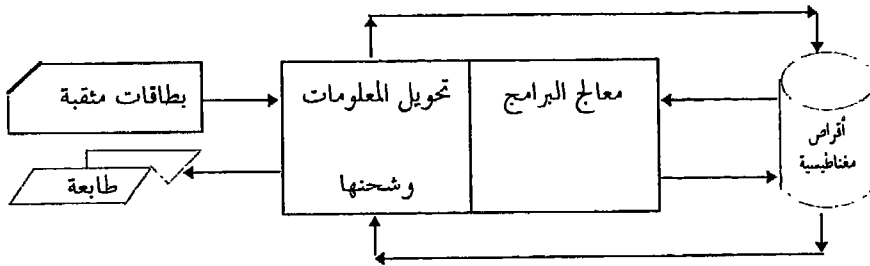 معالج البرامج
تحويل المعلومات
وشحنها
بطاقات مثقبة
طابعة
أقراص
مغناطيسية